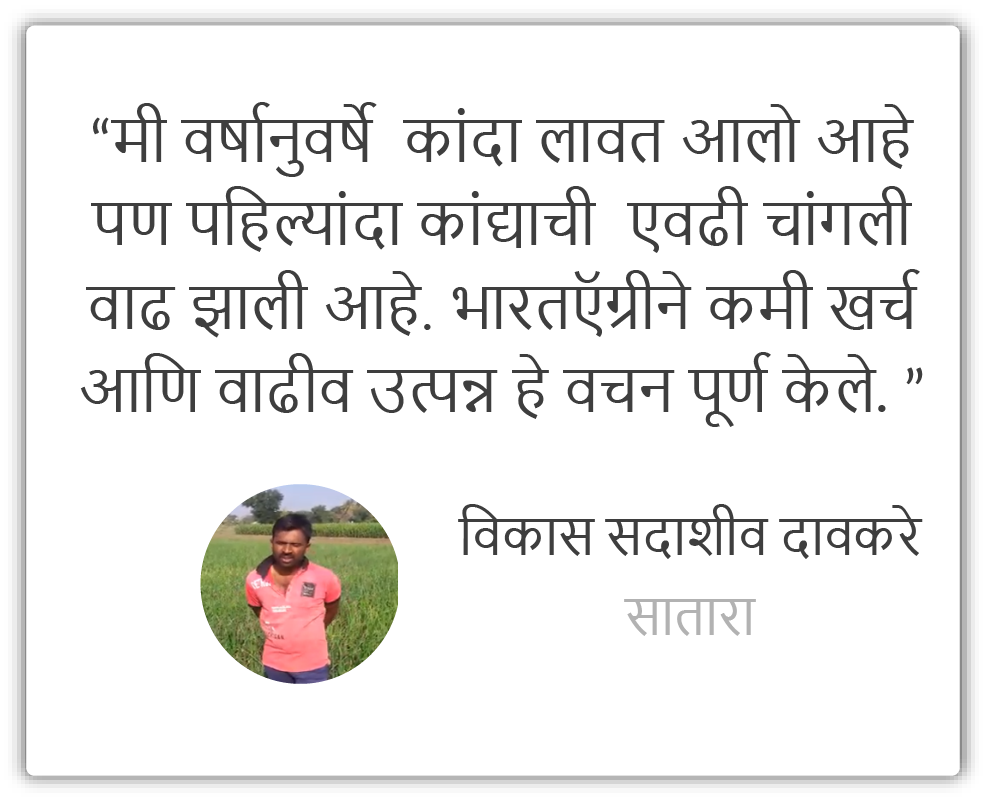 “मी वर्षानुवर्षे  कांदा लावत आलो आहे
पण पहिल्यांदा कांद्याची  एवढी चांगली
वाढ झाली आहे. भारतऍग्रीने कमी खर्च
आणि वाढीव उत्पन्न हे वचन पूर्ण केले. ”
विकास सदाशीव दावकरे
सातारा